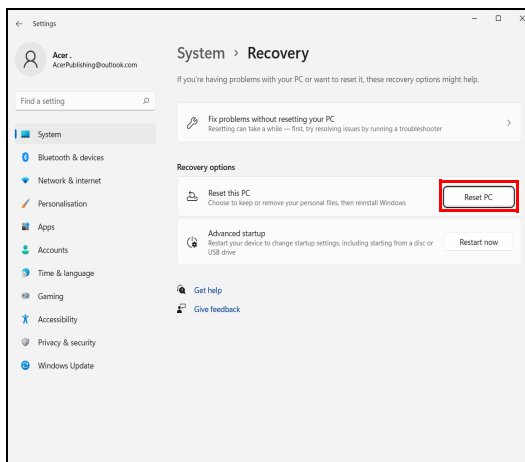 Settings
Acer .
AcerPublishing@outlook.com
Find a setting
System
Bluetooth & devices
Network & internet
Personalisation
Apps
Accounts
Time & language
Gaming
Accessibility
Privacy & security
Windows Update
System > Recovery
If you're having problems with your PC or want to reset it, these recovery options might help.
Fix problems without resetting your PC
Resetting can take a while — first, try resolving issues by running a troubleshooter
Recovery options
Reset this PC
Choose to keep or remove your personal files, then reinstall Windows
Reset PC
Advanced startup
Restart your device to change startup settings, including starting from a disc or
USB drive
Restart now
Get help
Give feedback